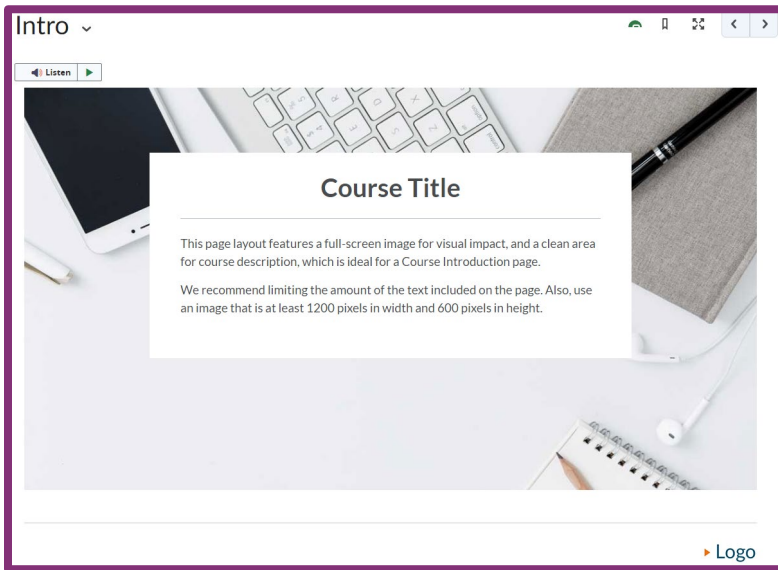 Intro
Listen
Course Title
This page layout features a full-screen image for visual impact, and a clean area
for course description, which is ideal for a Course Introduction page.
We recommend limiting the amount of the text included on the page. Also, use
an image that is at least 1200 pixels in width and 600 pixels in height.
Logo